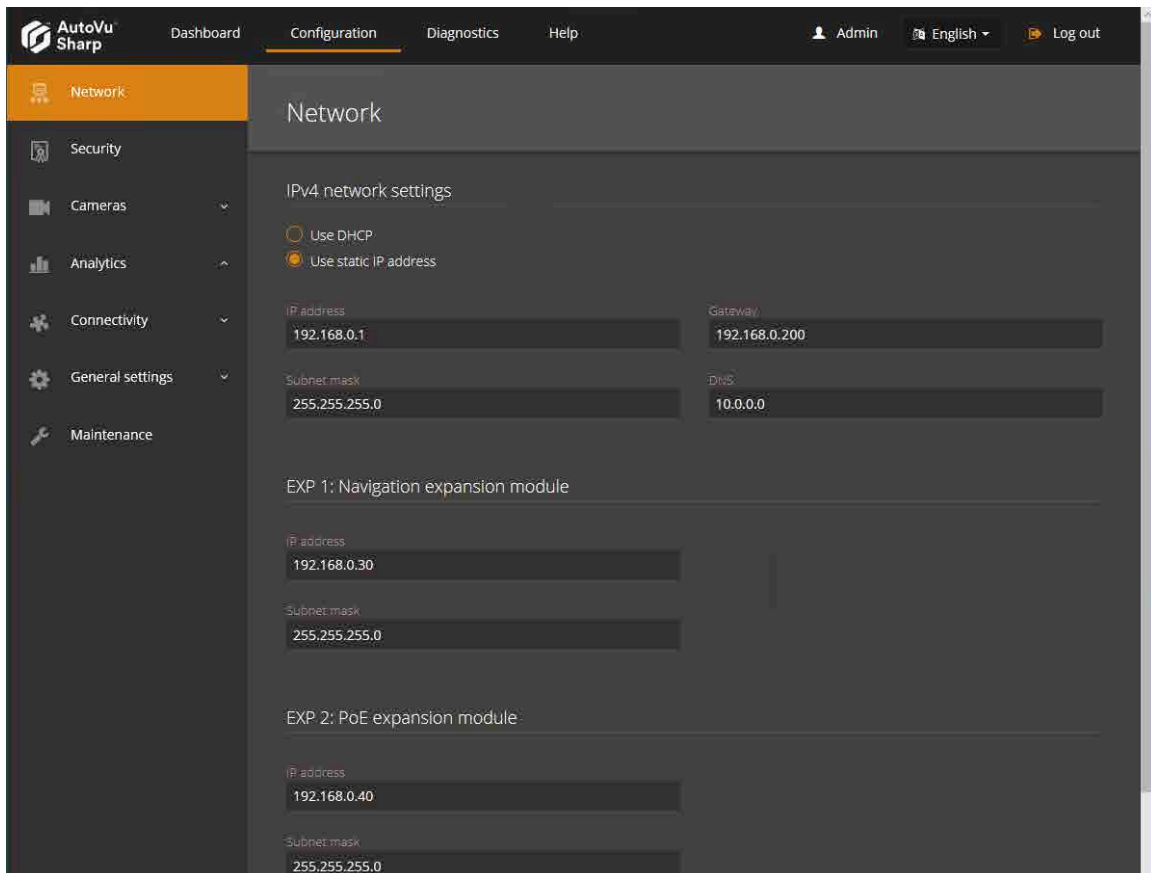 AutoVu
Sharp
Dashboard
Configuration
Diagnostics
Help
Admin
English
Log out
Network
Security
Cameras
Analytics
Connectivity
General settings
Maintenance
Network
IPv4 network settings
Use DHCP
Use static IP address
IP address
192.168.0.1
Gateway
192.168.0.200
Subnet mask
255.255.255.0
DNS
10.0.0.0
EXP 1: Navigation expansion module
IP address
192.168.0.30
Subnet mask
255.255.255.0
EXP 2: PoE expansion module
IP address
192.168.0.40
Subnet mask
255.255.255.0